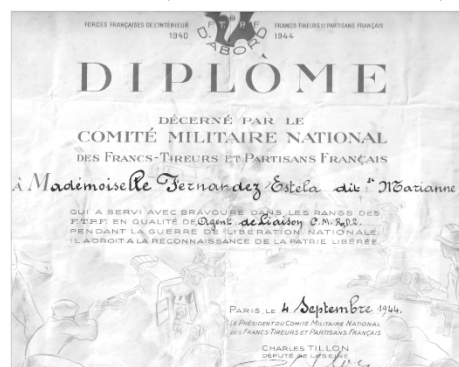 FORCES FRANÇAISES DE L'INTERIEUR
1940
F T P F
D'ABORD
FRANCS-TIREURS ET PARTISANS FRANÇAIS
1944
DIPLÔME
DÉCERNÉ PAR LE
COMITÉ MILITAIRE NATIONAL
DES FRANCS-TIREURS ET PARTISANS FRANÇAIS
À Mademoiselle Fernandez Estela dite "Marianne
QUI A SERVI AVEC BRAVOURE DANS LES RANGS DES
F.T.P.F. EN QUALITÉ DE Agent de Liaison
PENDANT LA GUERRE DE LIBÉRATION NATIONALE.
IL A DROIT A LA RECONNAISSANCE DE LA PATRIE LIBÉRÉE.
PARIS, LE 4 Septembre 1944.
LE PRÉSIDENT DU COMITÉ MILITAIRE NATIONAL
DES FRANCS-TIREURS ET PARTISANS FRANÇAIS
CHARLES TILLON
DÉPUTÉ DE LA SEINE